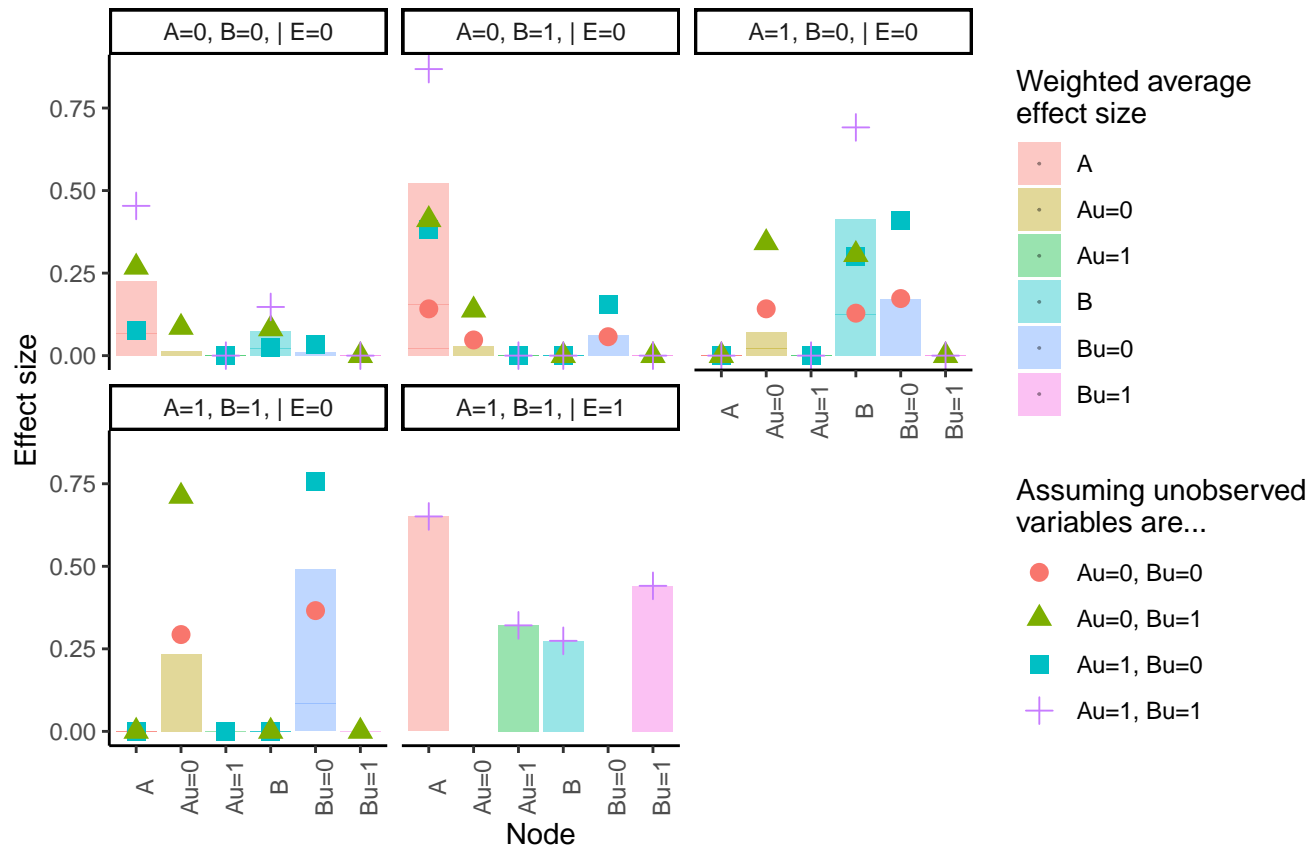 A=0, B=0, | E=0
A=0, B=1, | E=0
A=1, B=0, | E=0
0.75
0.50
0.25
0.00
A
Au=0
Au=1
B
Bu=0
Bu=1
A=1, B=1, | E=0
A=1, B=1, | E=1
0.75
0.50
0.25
0.00
A
Au=0
Au=1
B
Bu=0
Bu=1
A
Au=0
Au=1
B
Bu=0
Bu=1
Effect size
Node
Weighted average
effect size
A
Au=0
Au=1
B
Bu=0
Bu=1
Assuming unobserved
variables are...
Au=0, Bu=0
Au=0, Bu=1
Au=1, Bu=0
Au=1, Bu=1